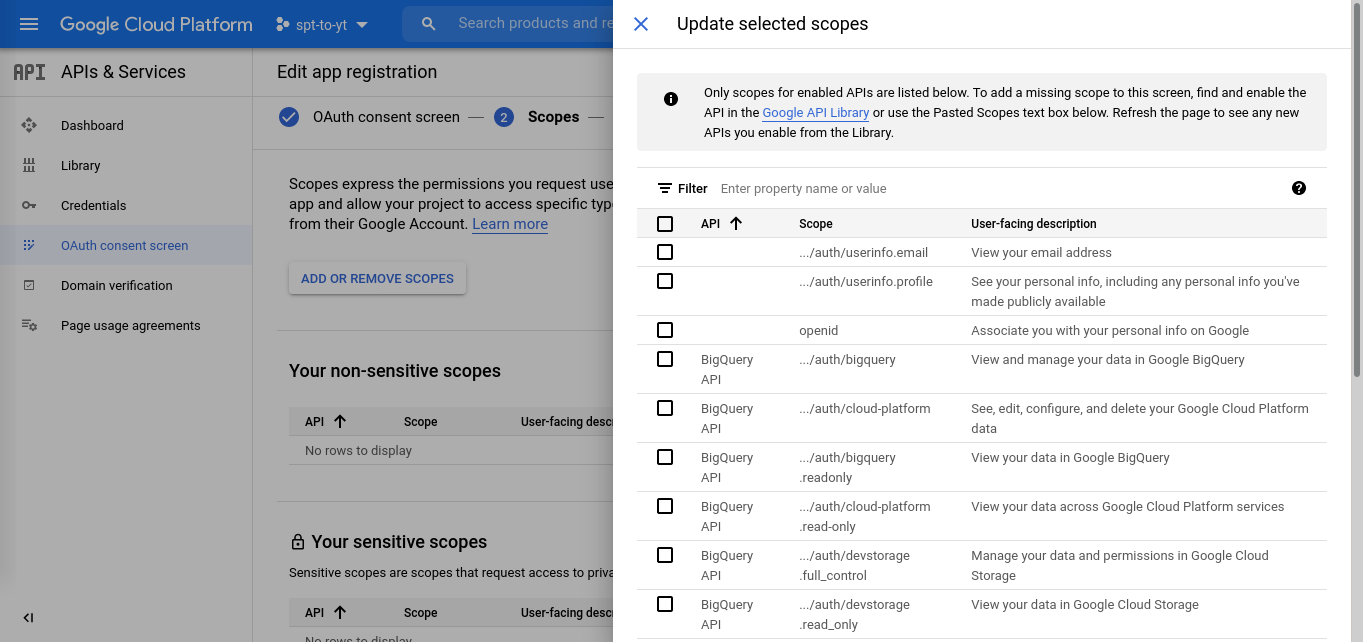 Google Cloud Platform
spt-to-yt
Search products and re
API APIs & Services
Dashboard
Library
Credentials
OAuth consent screen
Domain verification
Page usage agreements
Edit app registration
OAuth consent screen — 2 Scopes —
Scopes express the permissions you request use
app and allow your project to access specific typ
from their Google Account. Learn more
ADD OR REMOVE SCOPES
Your non-sensitive scopes
API Scope User-facing descr
No rows to display
Your sensitive scopes
Sensitive scopes are scopes that request access to priva
API Scope User-facing descr
No rows to display
Update selected scopes
Only scopes for enabled APIs are listed below. To add a missing scope to this screen, find and enable the
API in the Google API Library or use the Pasted Scopes text box below. Refresh the page to see any new
APIs you enable from the Library.
Filter Enter property name or value
API Scope User-facing description
.../auth/userinfo.email View your email address
.../auth/userinfo.profile See your personal info, including any personal info you've
made publicly available
openid Associate you with your personal info on Google
BigQuery .../auth/bigquery View and manage your data in Google BigQuery
API
BigQuery .../auth/cloud-platform See, edit, configure, and delete your Google Cloud Platform
API data
BigQuery .../auth/bigquery View your data in Google BigQuery
API .readonly
BigQuery .../auth/cloud-platform View your data across Google Cloud Platform services
API .read-only
BigQuery .../auth/devstorage Manage your data and permissions in Google Cloud
API .full_control Storage
BigQuery .../auth/devstorage View your data in Google Cloud Storage
API .read_only